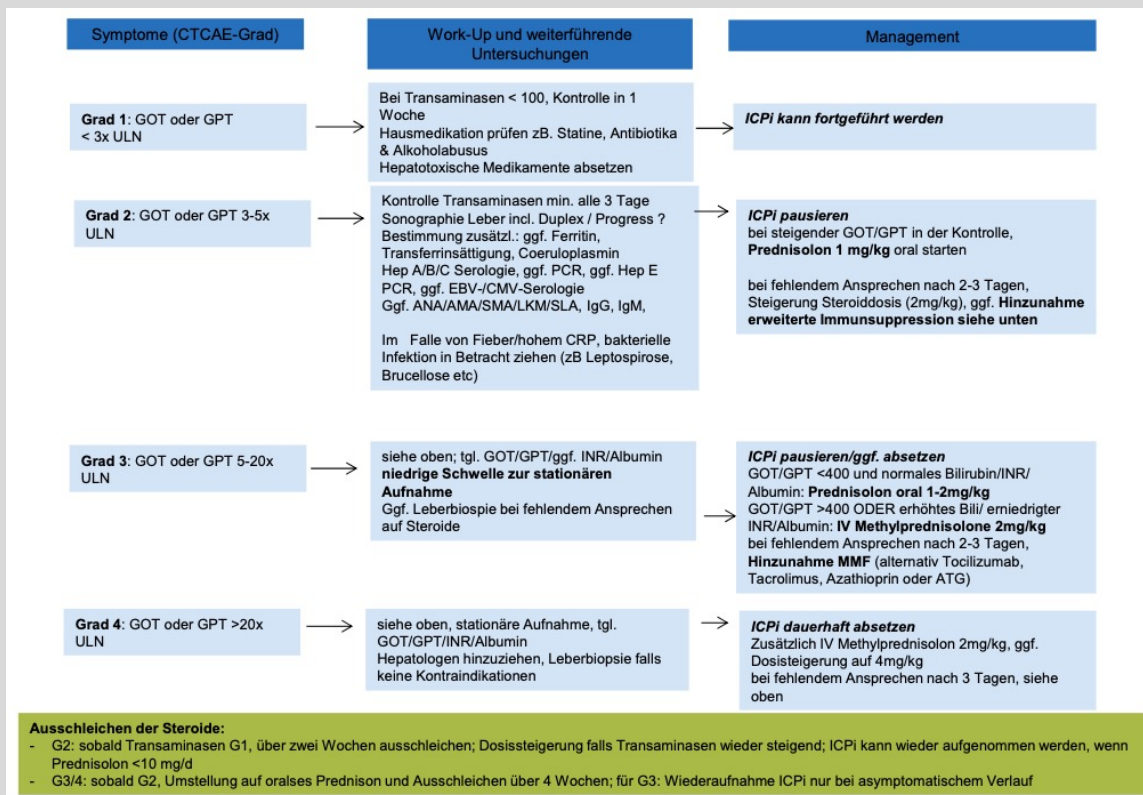 Symptome (CTCAE-Grad)
Work-Up und weiterführende
Untersuchungen
Management
Grad 1: GOT oder GPT
< 3x ULN
Bei Transaminasen < 100, Kontrolle in 1
Woche
Hausmedikation prüfen zB. Statine, Antibiotika
& Alkoholabusus
Hepatotoxische Medikamente absetzen
ICPi kann fortgeführt werden
Grad 2: GOT oder GPT 3-5x
ULN
Kontrolle Transaminasen min. alle 3 Tage
Sonographie Leber incl. Duplex / Progress ?
Bestimmung zusätzl.: ggf. Ferritin,
Transferrinsättigung, Coeruloplasmin
Hep A/B/C Serologie, ggf. PCR, ggf. Hep E
PCR, ggf. EBV-/CMV-Serologie
Ggf. ANA/AMA/SMA/LKM/SLA, IgG, IgM,
Im Falle von Fieber/hohem CRP, bakterielle
Infektion in Betracht ziehen (zB Leptospirose,
Brucellose etc)
ICPi pausieren
bei steigender GOT/GPT in der Kontrolle,
Prednisolon 1 mg/kg oral starten
bei fehlendem Ansprechen nach 2-3 Tagen,
Steigerung Steroiddosis (2mg/kg), ggf. Hinzunahme
erweiterte Immunsuppression siehe unten
Grad 3: GOT oder GPT 5-20x
ULN
siehe oben; tgl. GOT/GPT/ggf. INR/Albumin
niedrige Schwelle zur stationären
Aufnahme
Ggf. Leberbiospie bei fehlendem Ansprechen
auf Steroide
ICPi pausieren/ggf. absetzen
GOT/GPT <400 und normales Bilirubin/INR/
Albumin: Prednisolon oral 1-2mg/kg
GOT/GPT >400 ODER erhöhtes Bili/ erniedrigter
INR/Albumin: IV Methylprednisolone 2mg/kg
bei fehlendem Ansprechen nach 2-3 Tagen,
Hinzunahme MMF (alternativ Tocilizumab,
Tacrolimus, Azathioprin oder ATG)
Grad 4: GOT oder GPT >20x
ULN
siehe oben, stationäre Aufnahme, tgl.
GOT/GPT/INR/Albumin
Hepatologen hinzuziehen, Leberbiopsie falls
keine Kontraindikationen
ICPi dauerhaft absetzen
Zusätzlich IV Methylprednisolon 2mg/kg, ggf.
Dosisteigerung auf 4mg/kg
bei fehlendem Ansprechen nach 3 Tagen, siehe
oben
Ausschleichen der Steroide:
- G2: sobald Transaminasen G1, über zwei Wochen ausschleichen; Dosissteigerung falls Transaminasen wieder steigend; ICPi kann wieder aufgenommen werden, wenn
Prednisolon <10 mg/d
- G3/4: sobald G2, Umstellung auf oralses Prednison und Ausschleichen über 4 Wochen; für G3: Wiederaufnahme ICPi nur bei asymptomatischem Verlauf